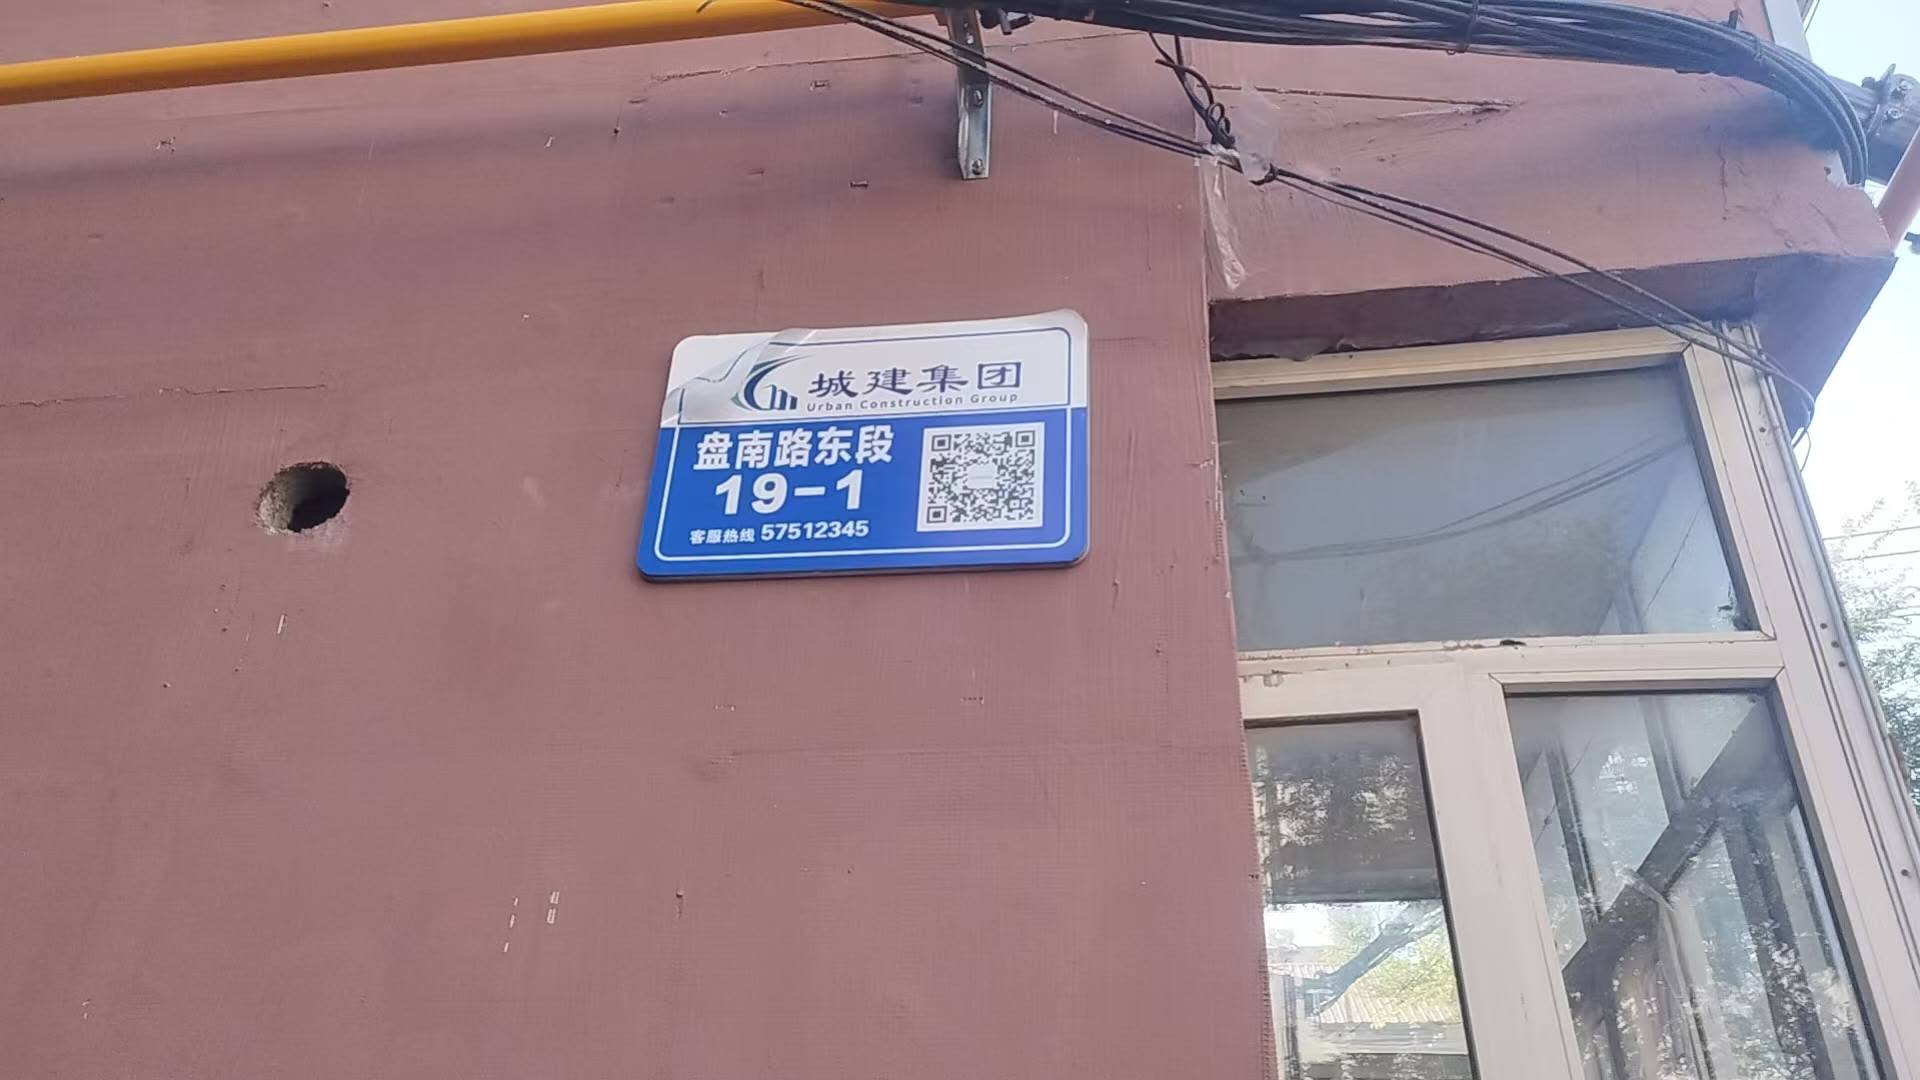 城建集团
Urban Construction Group
盘南路东段
19-1
客服热线 57512345